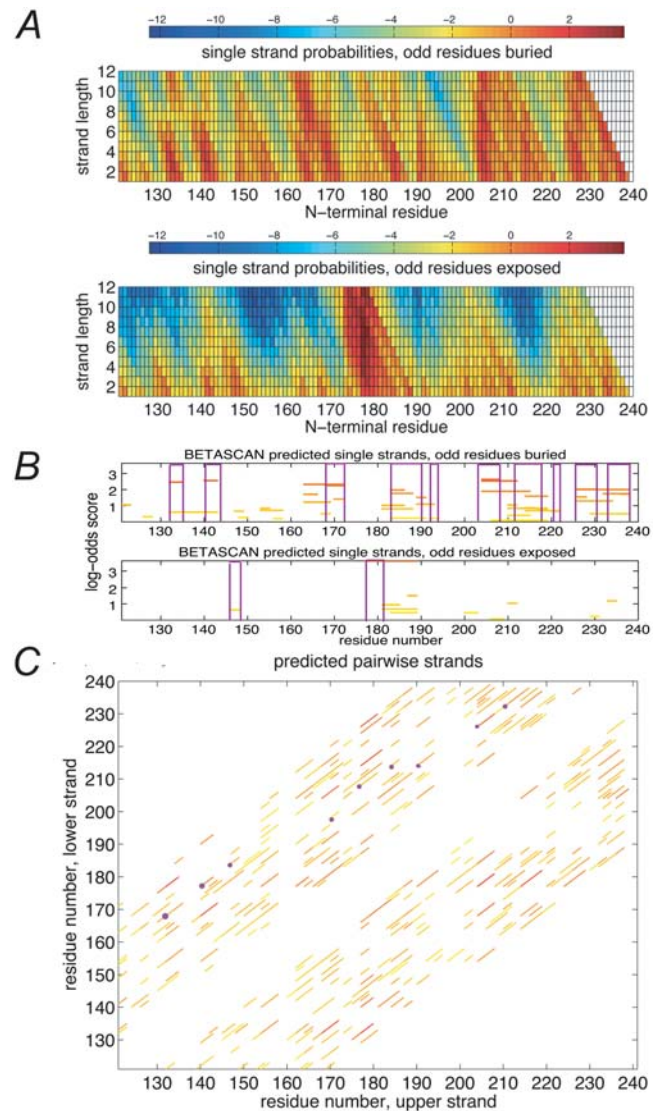 A
−12 −10 −8 −6 −4 −2 0 2
single strand probabilities, odd residues buried
strand length
12
10
8
6
4
2
130 140 150 160 170 180 190 200 210 220 230 240
N−terminal residue
−12 −10 −8 −6 −4 −2 0 2
single strand probabilities, odd residues exposed
strand length
12
10
8
6
4
2
130 140 150 160 170 180 190 200 210 220 230 240
N−terminal residue
B
BETASCAN predicted single strands, odd residues buried
log−odds score
3
2
1
130 140 150 160 170 180 190 200 210 220 230 240
BETASCAN predicted single strands, odd residues exposed
3
2
1
130 140 150 160 170 180 190 200 210 220 230 240
residue number
C
predicted pairwise strands
residue number, lower strand
240
230
220
210
200
190
180
170
160
150
140
130
130 140 150 160 170 180 190 200 210 220 230 240
residue number, upper strand